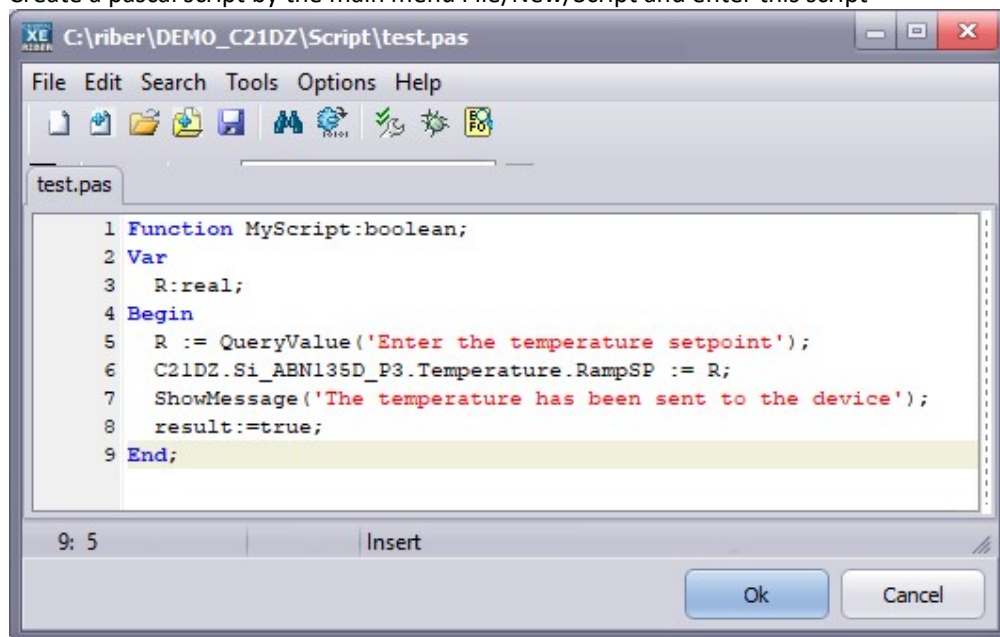 Create a pascal script by the main menu File/New/Script and enter this script
XE RIBER C:\riber\DEMO_C21DZ\Script\test.pas
File Edit Search Tools Options Help
test.pas
1 Function MyScript:boolean;
2 Var
3 R:real;
4 Begin
5 R := QueryValue('Enter the temperature setpoint');
6 C21DZ.Si_ABN135D_P3.Temperature.RampSP := R;
7 ShowMessage('The temperature has been sent to the device');
8 result:=true;
9 End;
9: 5 Insert
Ok Cancel